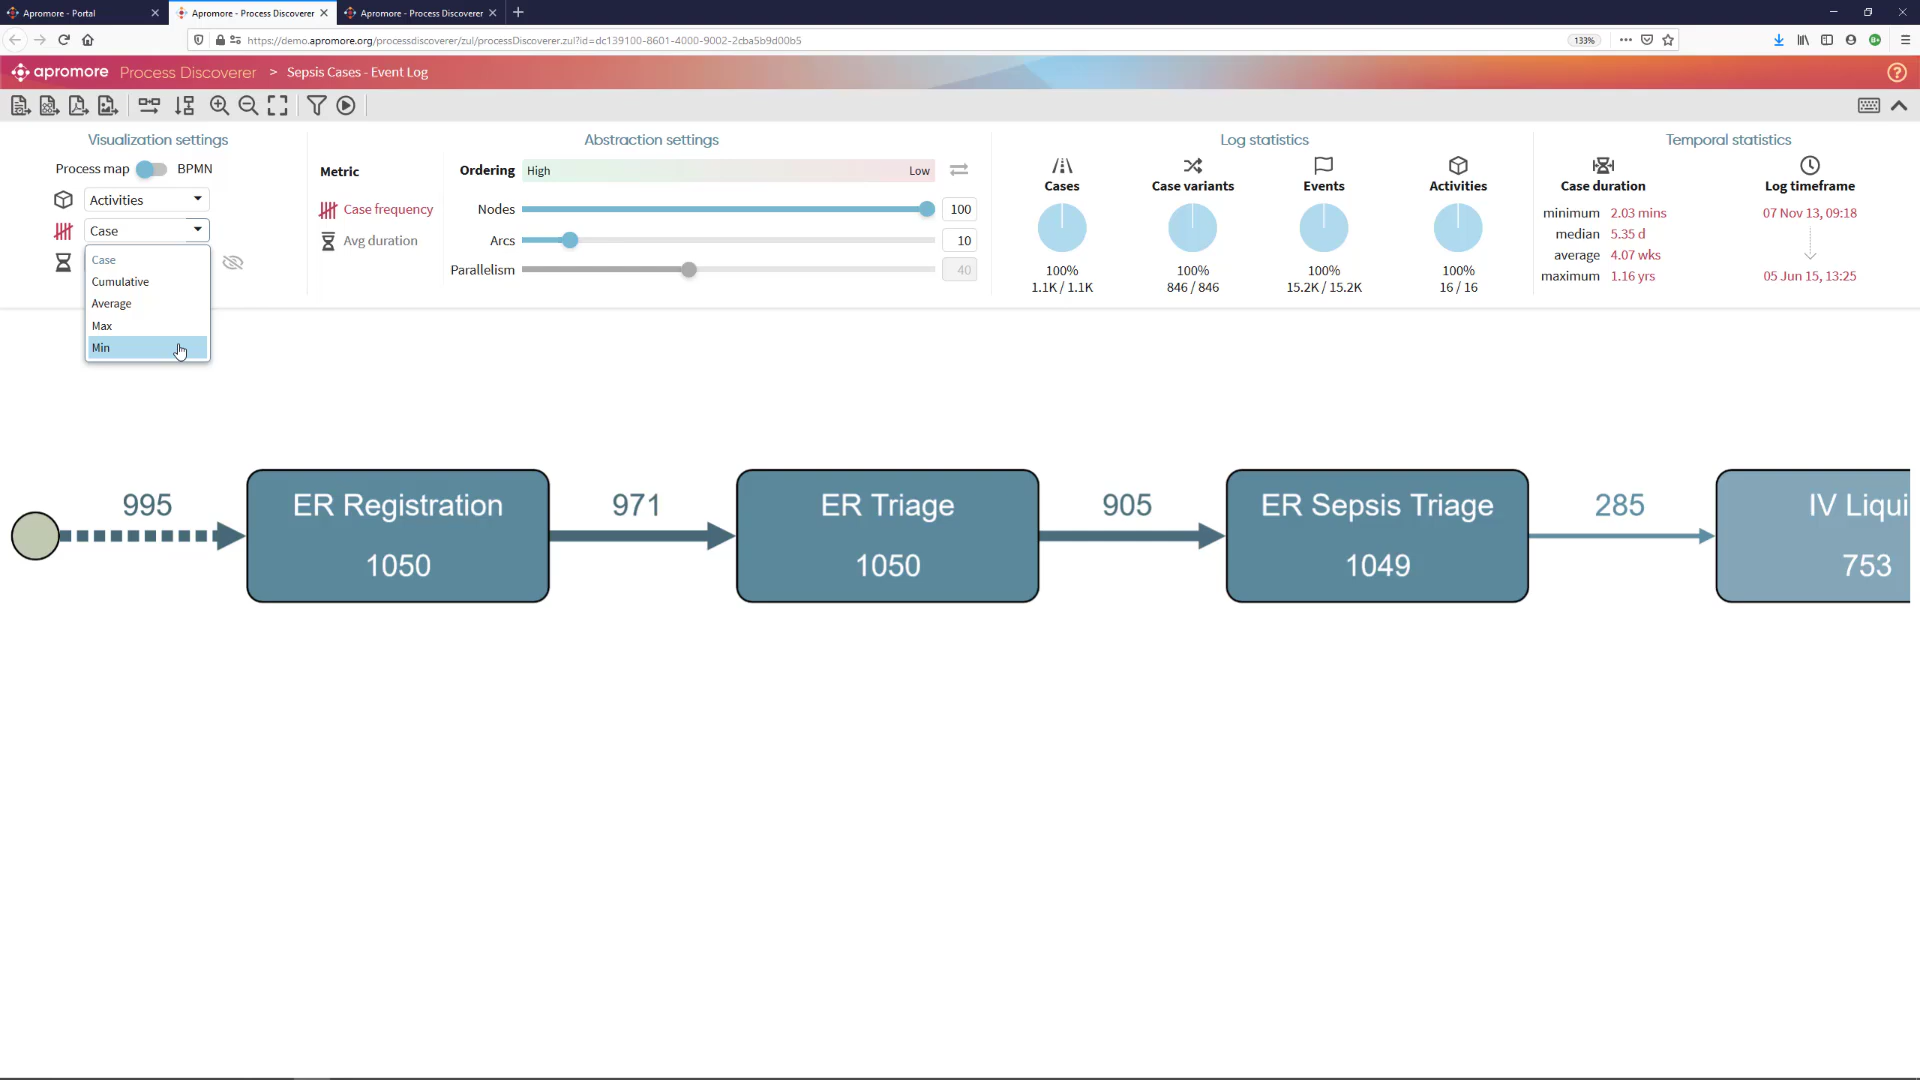 Apromore - Portal
Apromore - Process Discoverer
Apromore - Process Discoverer
https://demo.apromore.org/processdiscoverer/zul/processDiscoverer.zul?id=dc139100-8601-4000-9002-2cba5b9d00b5
133%
apromore Process Discoverer > Sepsis Cases - Event Log
Visualization settings
Process map BPMN
Activities
Case
Case
Cumulative
Average
Max
Min
Abstraction settings
Metric
Case frequency
Avg duration
Ordering High Low
Nodes 100
Arcs 10
Parallelism 40
Log statistics
Cases Case variants Events Activities
100% 100% 100% 100%
1.1K / 1.1K 846 / 846 15.2K / 15.2K 16 / 16
Temporal statistics
Case duration
minimum 2.03 mins
median 5.35 d
average 4.07 wks
maximum 1.16 yrs
Log timeframe
07 Nov 13, 09:18
05 Jun 15, 13:25
995
ER Registration
1050
971
ER Triage
1050
905
ER Sepsis Triage
1049
285
IV Liqui
753